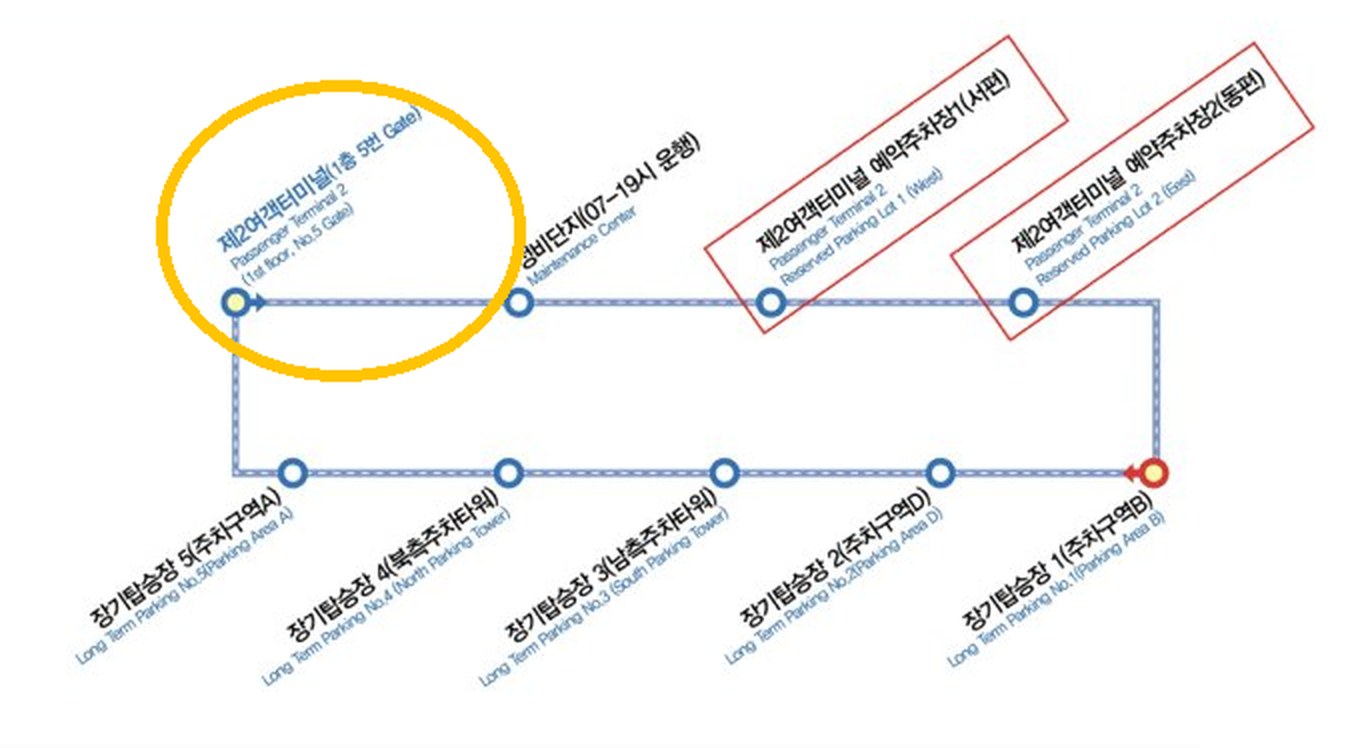 제2여객터미널(1층 5번 Gate)
Passenger Terminal 2
(1st floor, No.5 Gate)
정비단지(07-19시 운행)
Maintenance Center
제2여객터미널 예약주차장1(서편)
Passenger Terminal 2
Reserved Parking Lot 1 (West)
제2여객터미널 예약주차장2(동편)
Passenger Terminal 2
Reserved Parking Lot 2 (East)
장기탑승장 5(주차구역A)
Long Term Parking No.5(Parking Area A)
장기탑승장 4(북측주차타워)
Long Term Parking No.4 (North Parking Tower)
장기탑승장 3(남측주차타워)
Long Term Parking No.3 (South Parking Tower)
장기탑승장 2(주차구역D)
Long Term Parking No.2(Parking Area D)
장기탑승장 1(주차구역B)
Long Term Parking No.1(Parking Area B)